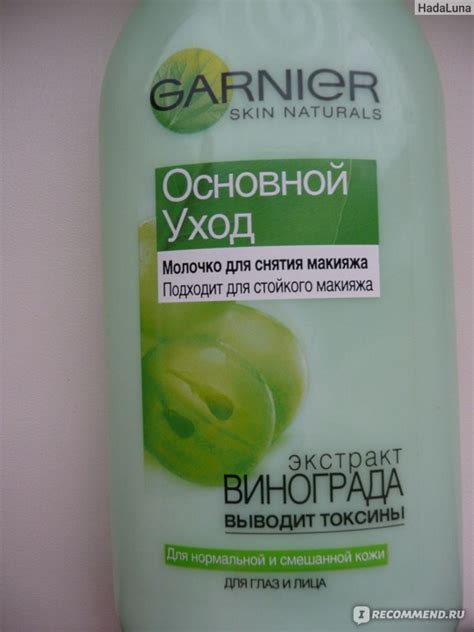 HadaLuna
GARNIER
SKIN NATURALS
Основной
Уход
Молочко для снятия макияжа
Подходит для стойкого макияжа
экстракт
ВИНОГРАДА
выводит токсины
Для нормальной и смешанной кожи
для глаз и лица
I RECOMMEND.RU